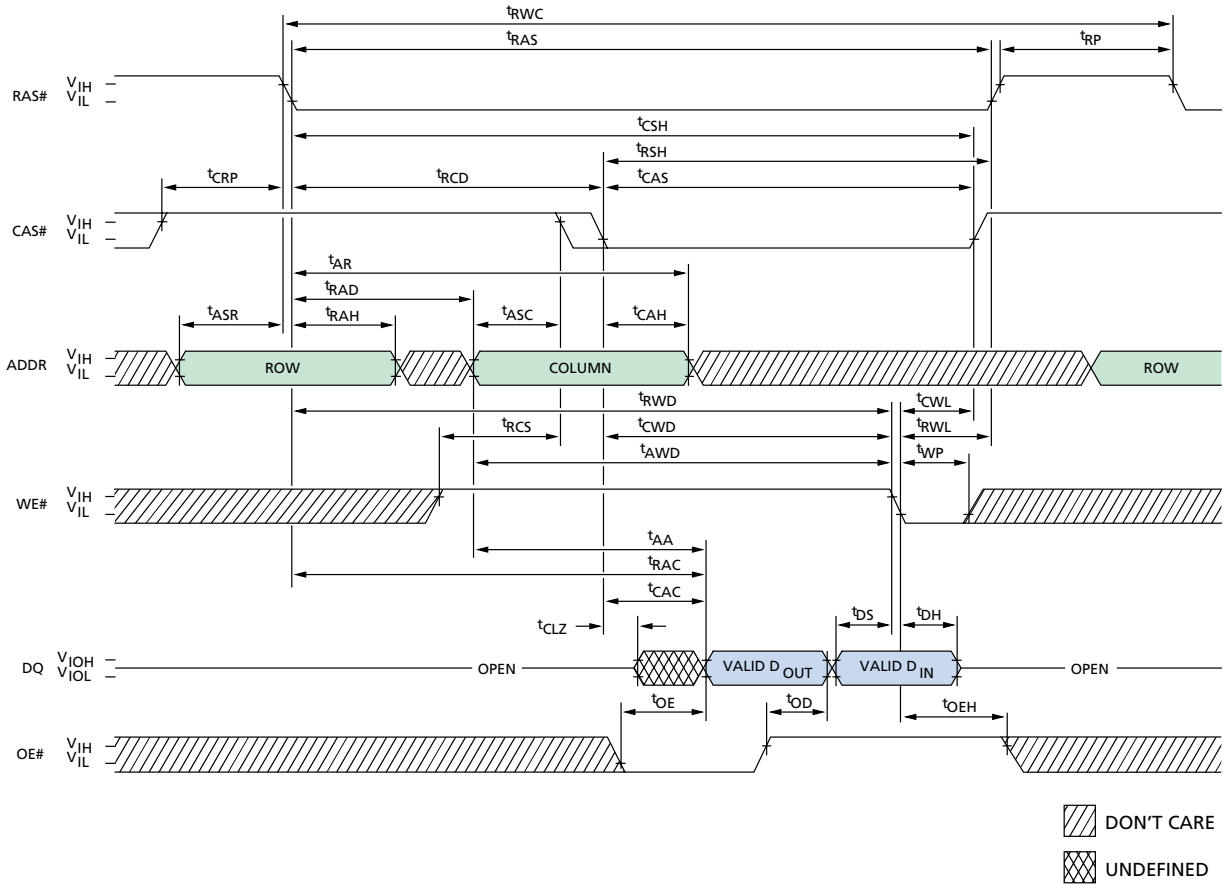 tRWC
tRAS
tRP
RAS#
VIH
VIL
tCSH
tRSH
tCRP
tRCD
tCAS
CAS#
VIH
VIL
tAR
tRAD
tASR
tRAH
tASC
tCAH
ADDR
VIH
VIL
ROW
COLUMN
ROW
tRWD
tCWL
tRCS
tCWD
tRWL
tAWD
tWP
WE#
VIH
VIL
tAA
tRAC
tCAC
tCLZ
tDS
tDH
DQ
VIOH
VIOL
OPEN
VALID DOUT
VALID DIN
OPEN
tOE
tOD
tOEH
OE#
VIH
VIL
DON'T CARE
UNDEFINED